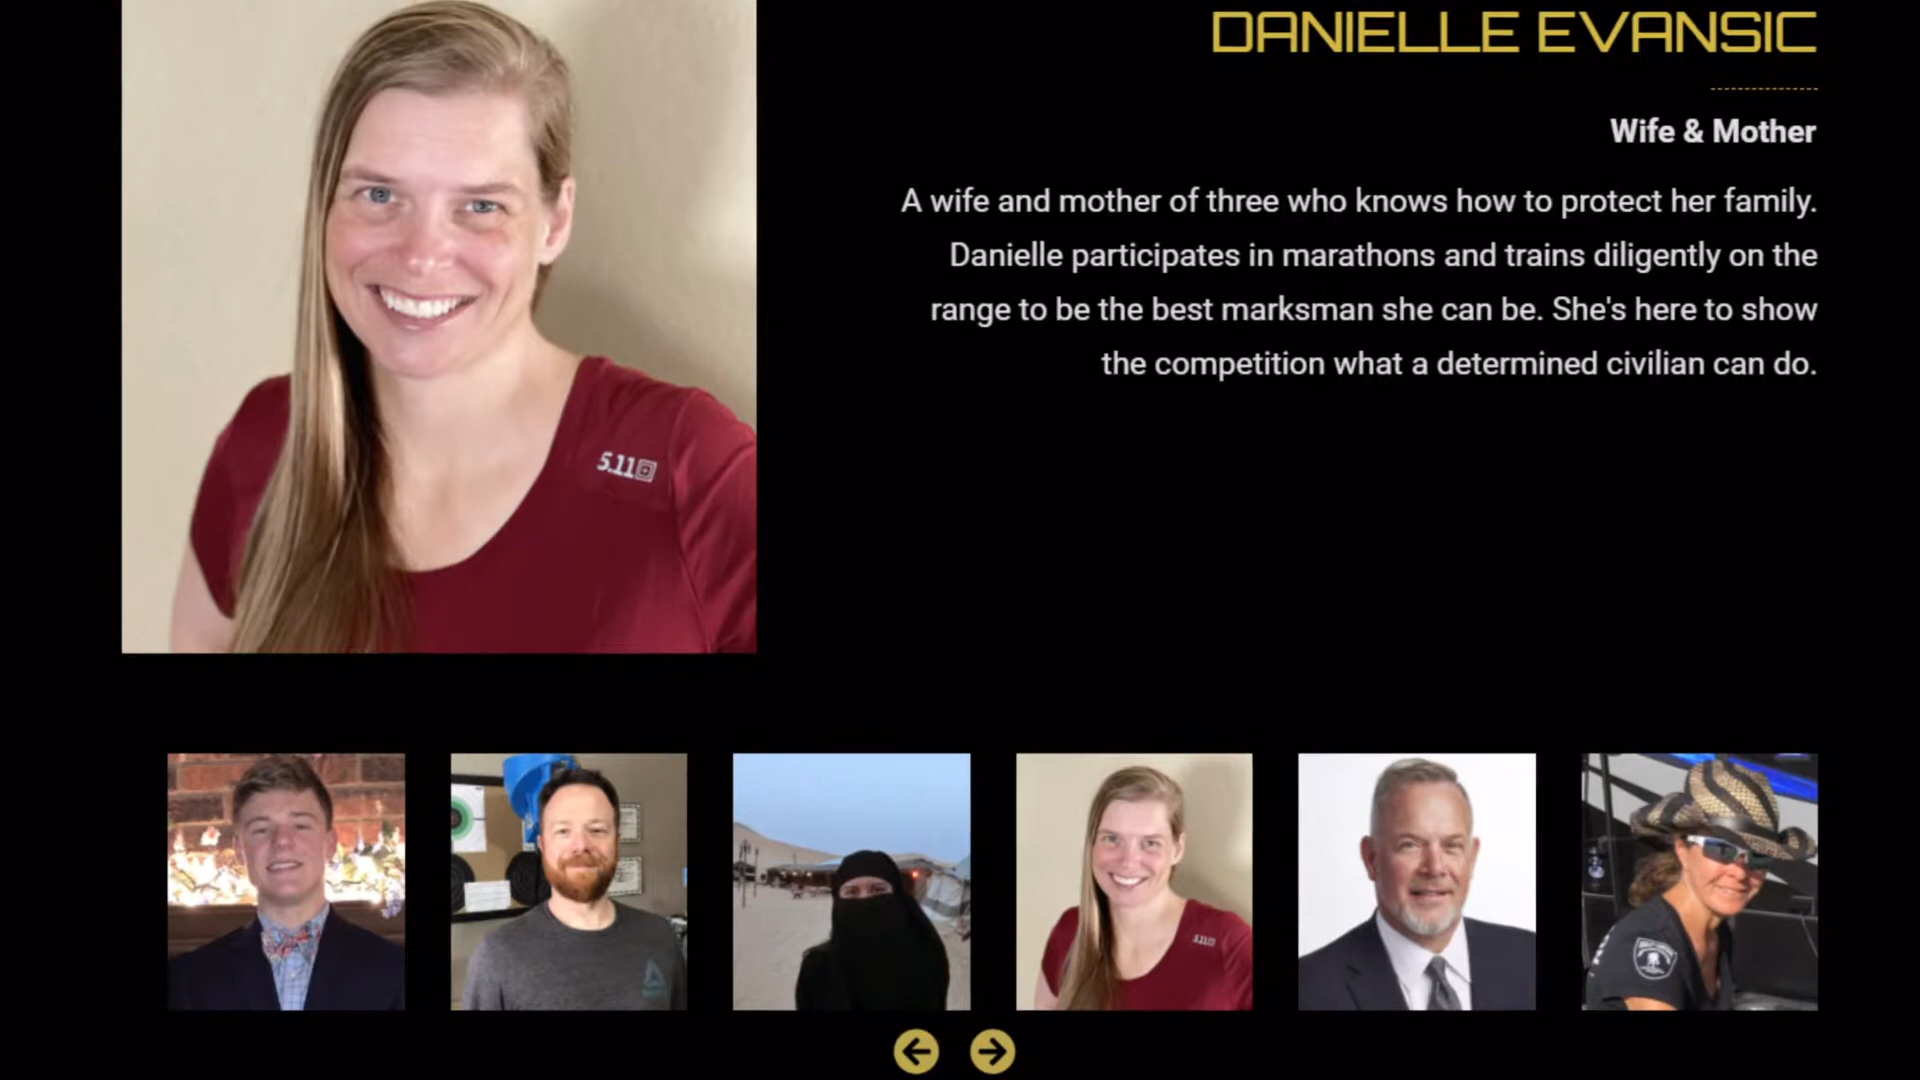 DANIELLE EVANSIC
Wife & Mother
A wife and mother of three who knows how to protect her family.
Danielle participates in marathons and trains diligently on the
range to be the best marksman she can be. She's here to show
the competition what a determined civilian can do.
5.11
5.11